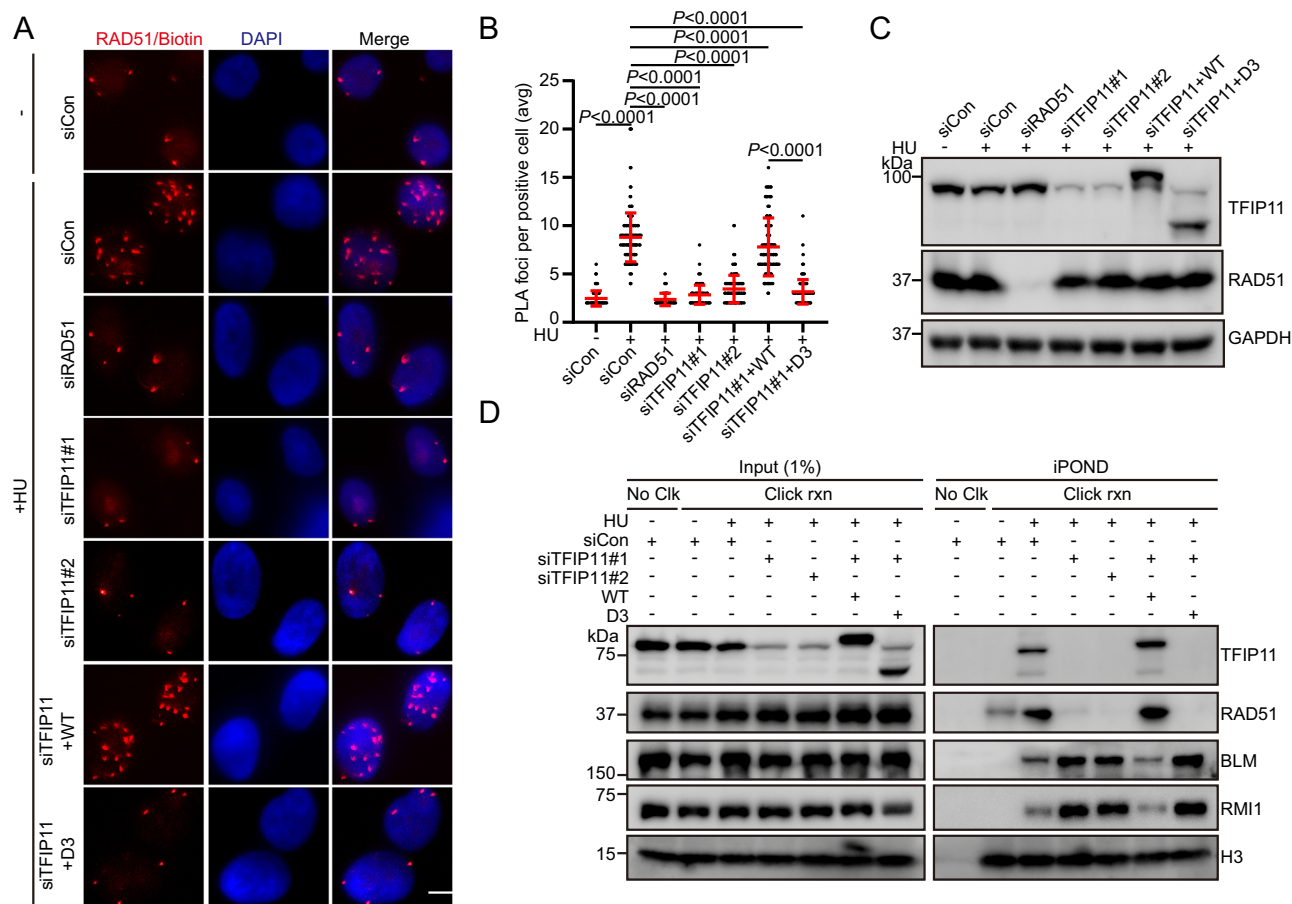 A
RAD51/Biotin DAPI Merge
-
siCon
+HU
siCon
siRAD51
siTFIP11#1
siTFIP11#2
siTFIP11
+WT
siTFIP11
+D3
B
P<0.0001
P<0.0001
P<0.0001
P<0.0001
P<0.0001
P<0.0001
P<0.0001
PLA foci per positive cell (avg)
25
20
15
10
5
0
HU - + + + + + +
siCon
siCon
siRAD51
siTFIP11#1
siTFIP11#2
siTFIP11#1+WT
siTFIP11#1+D3
C
siCon
siCon
siRAD51
siTFIP11#1
siTFIP11#2
siTFIP11+WT
siTFIP11+D3
HU - + + + + + +
kDa
100
TFIP11
37 RAD51
37 GAPDH
D
Input (1%) iPOND
No Clk Click rxn No Clk Click rxn
HU - - + + + + + - - + + + + +
siCon + + + - - - - + + + - - - -
siTFIP11#1 - - - + - + + - - - + - + +
siTFIP11#2 - - - - + - - - - - - + - -
WT - - - - - + - - - - - - + -
D3 - - - - - - + - - - - - - +
kDa
75 TFIP11
37 RAD51
BLM
150
75
RMI1
15 H3